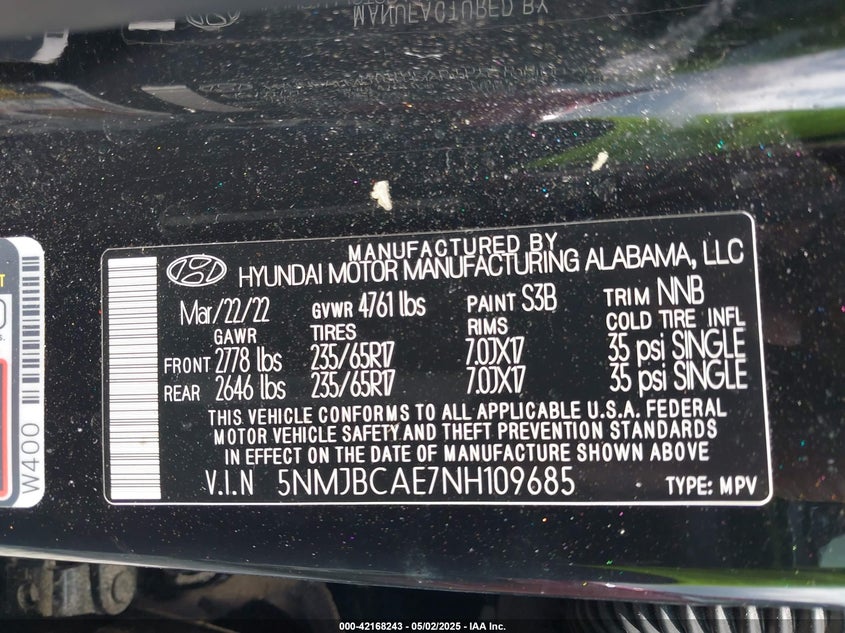 MANUFACTURED BY
HYUNDAI MOTOR MANUFACTURING ALABAMA, LLC
Mar/22/22 GVWR 4761 lbs PAINT S3B TRIM NNB
GAWR TIRES RIMS COLD TIRE INFL
FRONT 2778 lbs 235/65R17 7.0JX17 35 psi SINGLE
REAR 2646 lbs 235/65R17 7.0JX17 35 psi SINGLE
THIS VEHICLE CONFORMS TO ALL APPLICABLE U.S.A. FEDERAL
MOTOR VEHICLE SAFETY AND THEFT PREVENTION STANDARDS
IN EFFECT ON THE DATE OF MANUFACTURE SHOWN ABOVE
V.I.N 5NMJBCAE7NH109685 TYPE: MPV
W400
000-42168243 - 05/02/2025 - IAA Inc.